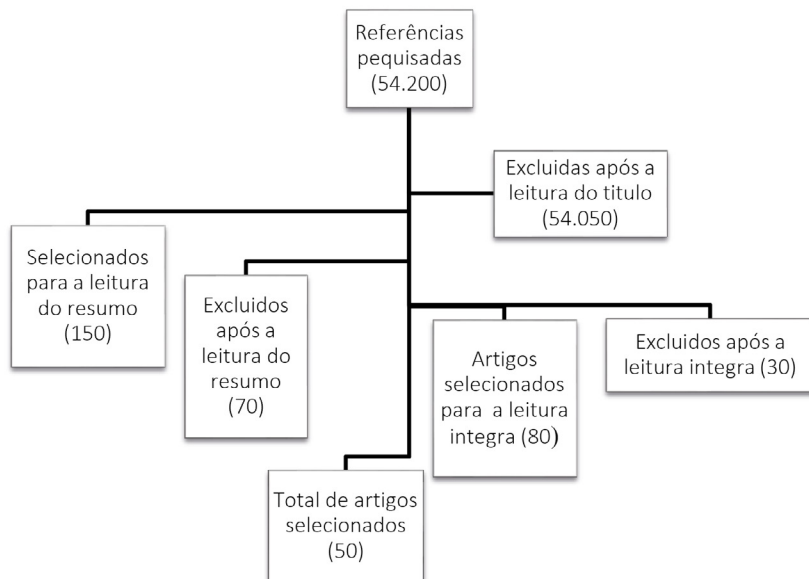 Referências
pequisadas
(54.200)
Excluidas após a
leitura do titulo
(54.050)
Selecionados
para a leitura
do resumo
(150)
Excluidos
após a
leitura do
resumo
(70)
Artigos
selecionados
para a leitura
integra (80)
Excluidos após a
leitura integra (30)
Total de artigos
selecionados
(50)